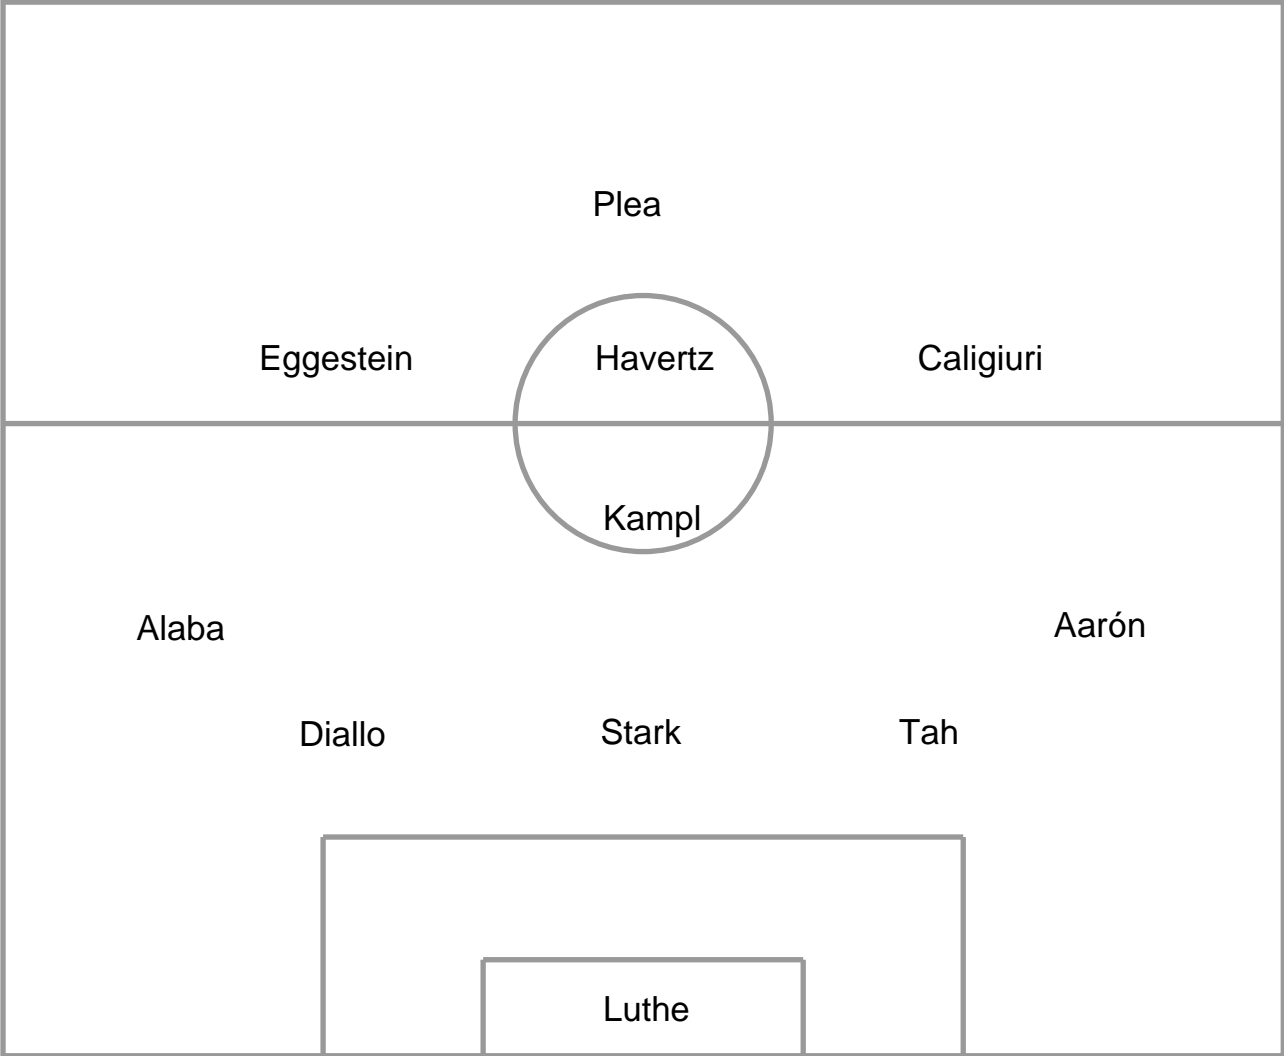 Plea
Eggestein Havertz Caligiuri
Kampl
Alaba Aarón
Diallo Stark Tah
Luthe